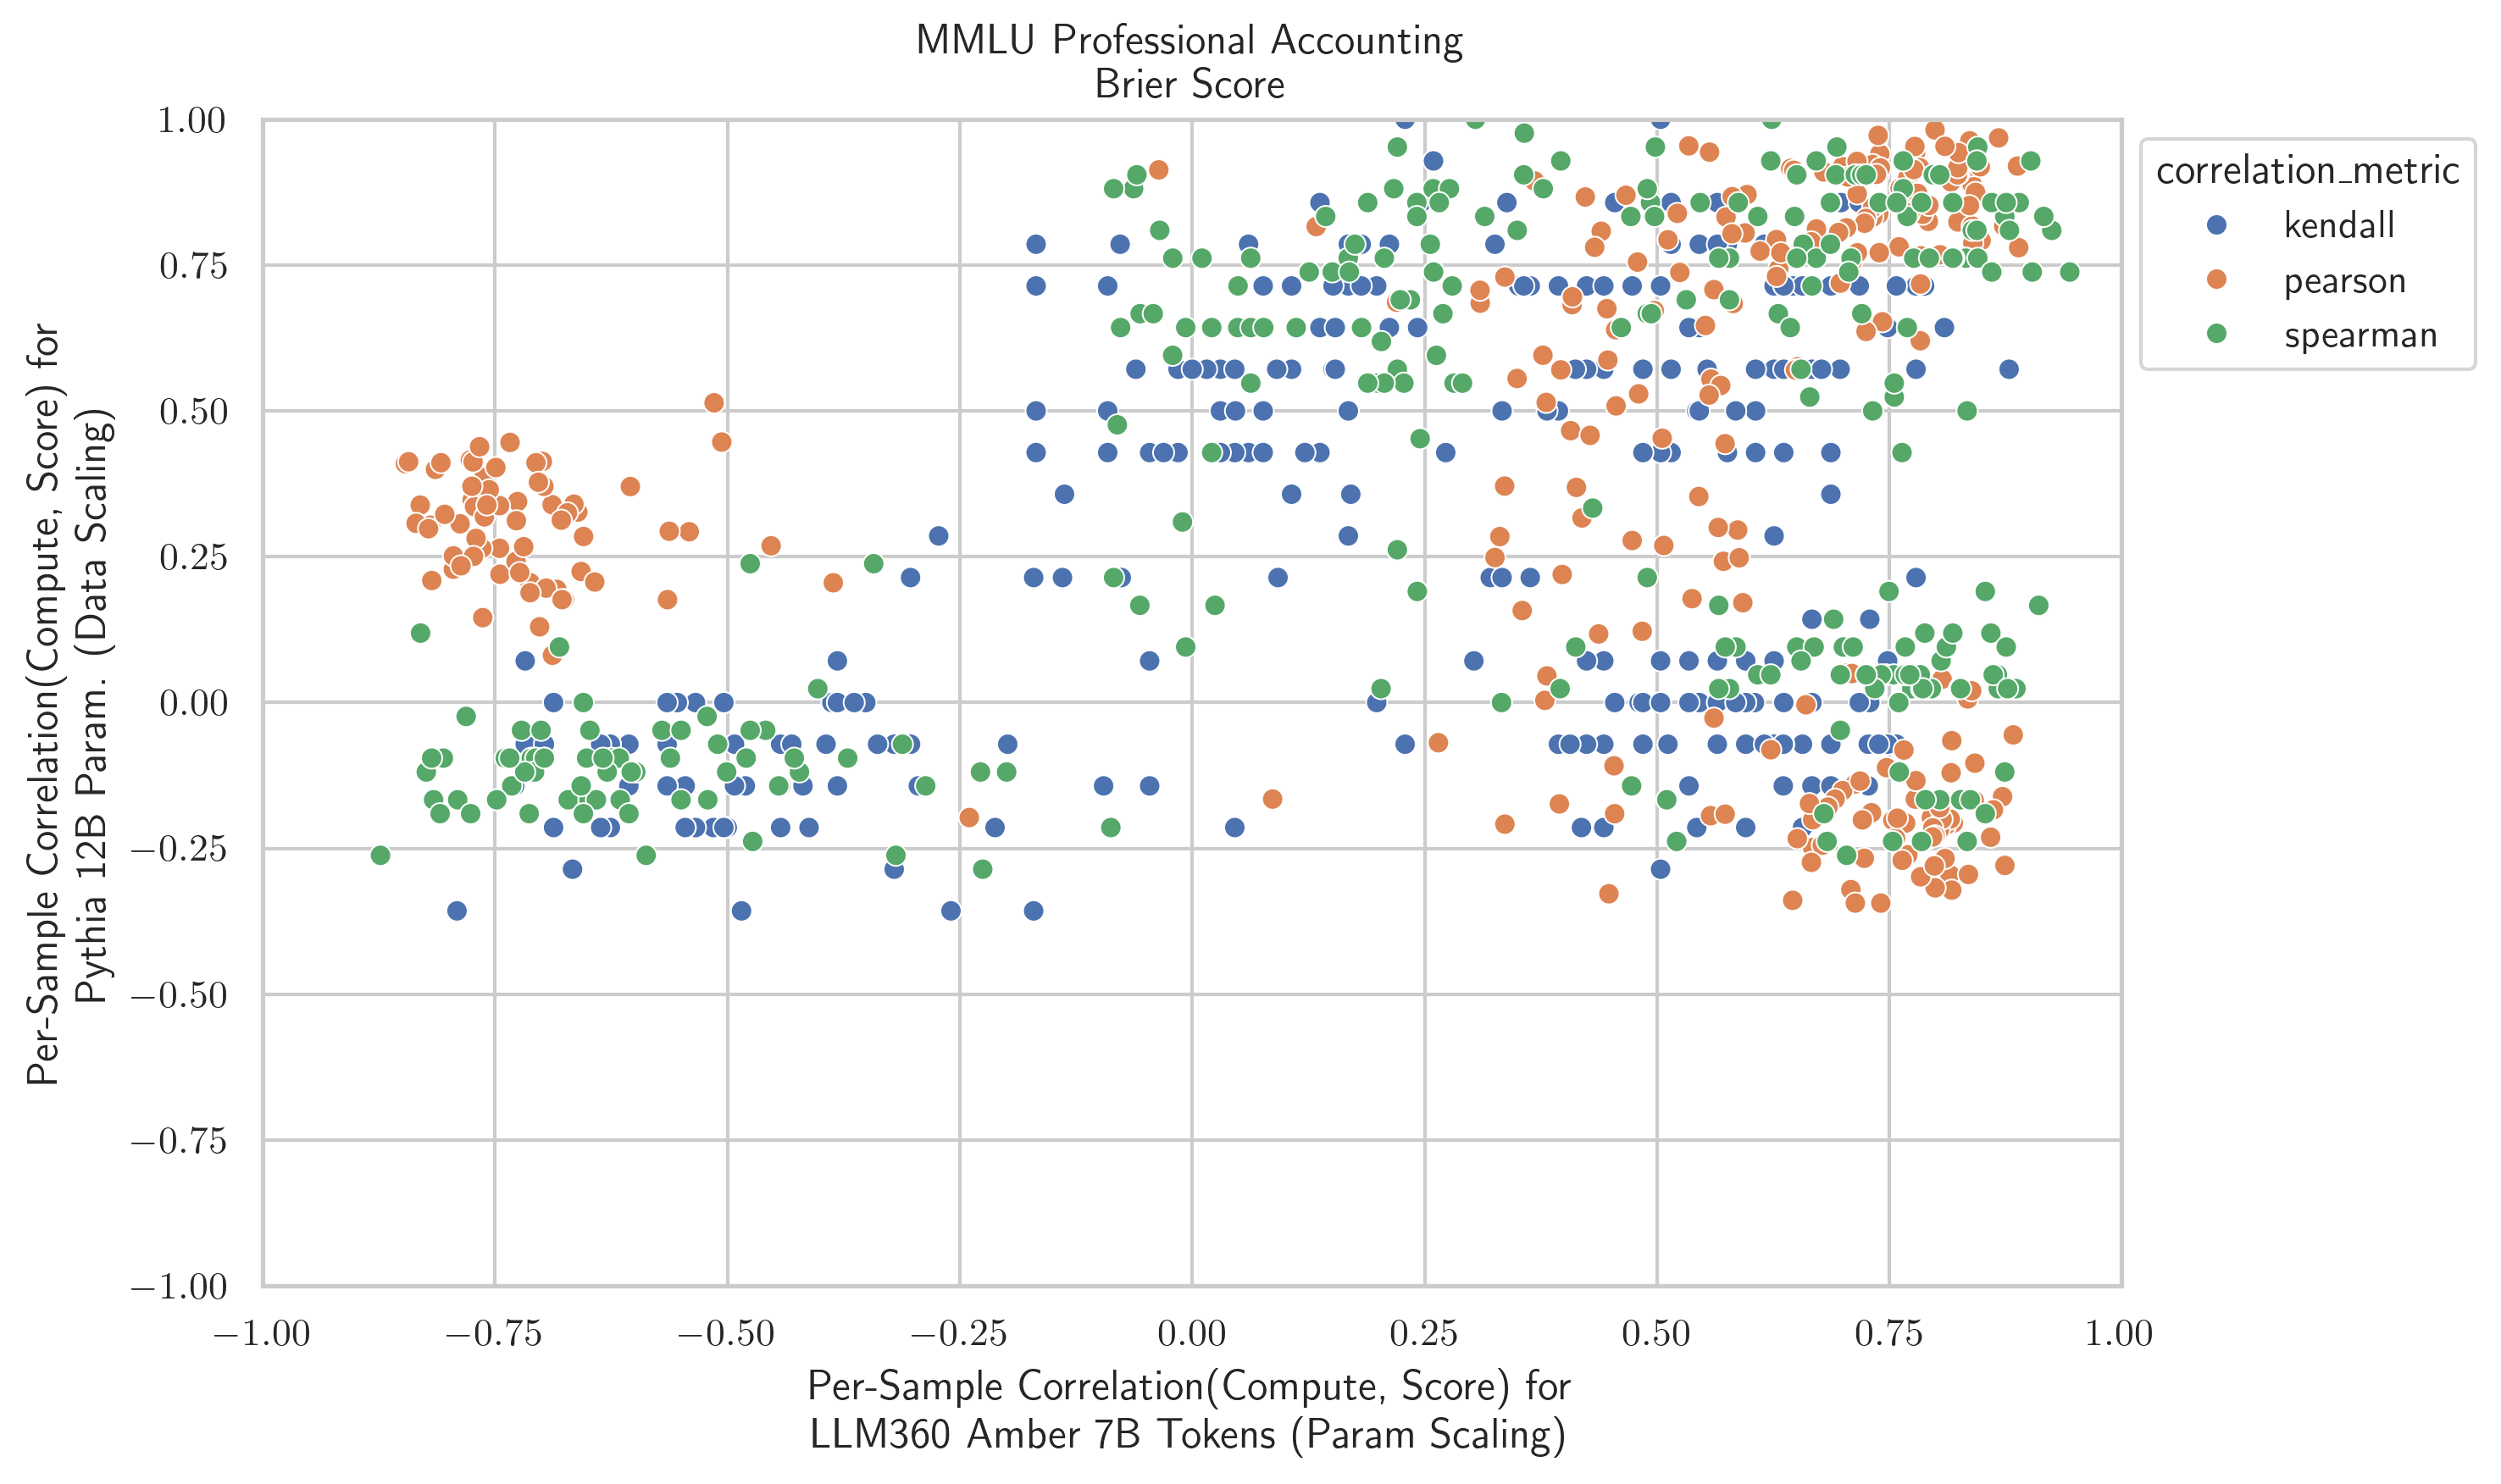 MMLU Professional Accounting
Brier Score
Per-Sample Correlation(Compute, Score) for
Pythia 12B Param. (Data Scaling)
1.00
0.75
0.50
0.25
0.00
−0.25
−0.50
−0.75
−1.00
−1.00 −0.75 −0.50 −0.25 0.00 0.25 0.50 0.75 1.00
Per-Sample Correlation(Compute, Score) for
LLM360 Amber 7B Tokens (Param Scaling)
correlation_metric
kendall
pearson
spearman